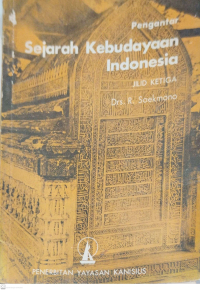 Pengantar
Sejarah Kebudayaan
Indonesia
JILID KETIGA
Drs. R. Soekmono
PENERBITAN YAYASAN KANISIUS